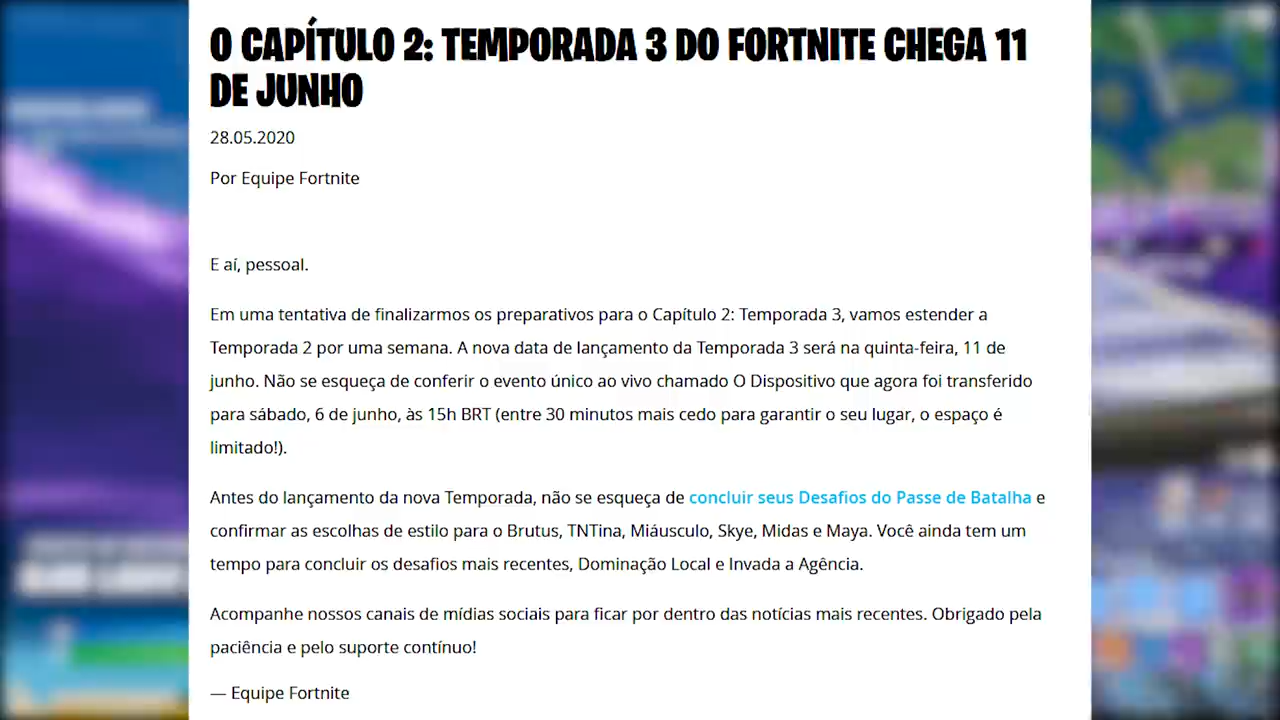 O CAPÍTULO 2: TEMPORADA 3 DO FORTNITE CHEGA 11
DE JUNHO
28.05.2020
Por Equipe Fortnite
E aí, pessoal.
Em uma tentativa de finalizarmos os preparativos para o Capítulo 2: Temporada 3, vamos estender a
Temporada 2 por uma semana. A nova data de lançamento da Temporada 3 será na quinta-feira, 11 de
junho. Não se esqueça de conferir o evento único ao vivo chamado O Dispositivo que agora foi transferido
para sábado, 6 de junho, às 15h BRT (entre 30 minutos mais cedo para garantir o seu lugar, o espaço é
limitado!).
Antes do lançamento da nova Temporada, não se esqueça de concluir seus Desafios do Passe de Batalha e
confirmar as escolhas de estilo para o Brutus, TNTina, Miáusculo, Skye, Midas e Maya. Você ainda tem um
tempo para concluir os desafios mais recentes, Dominação Local e Invada a Agência.
Acompanhe nossos canais de mídias sociais para ficar por dentro das notícias mais recentes. Obrigado pela
paciência e pelo suporte contínuo!
— Equipe Fortnite